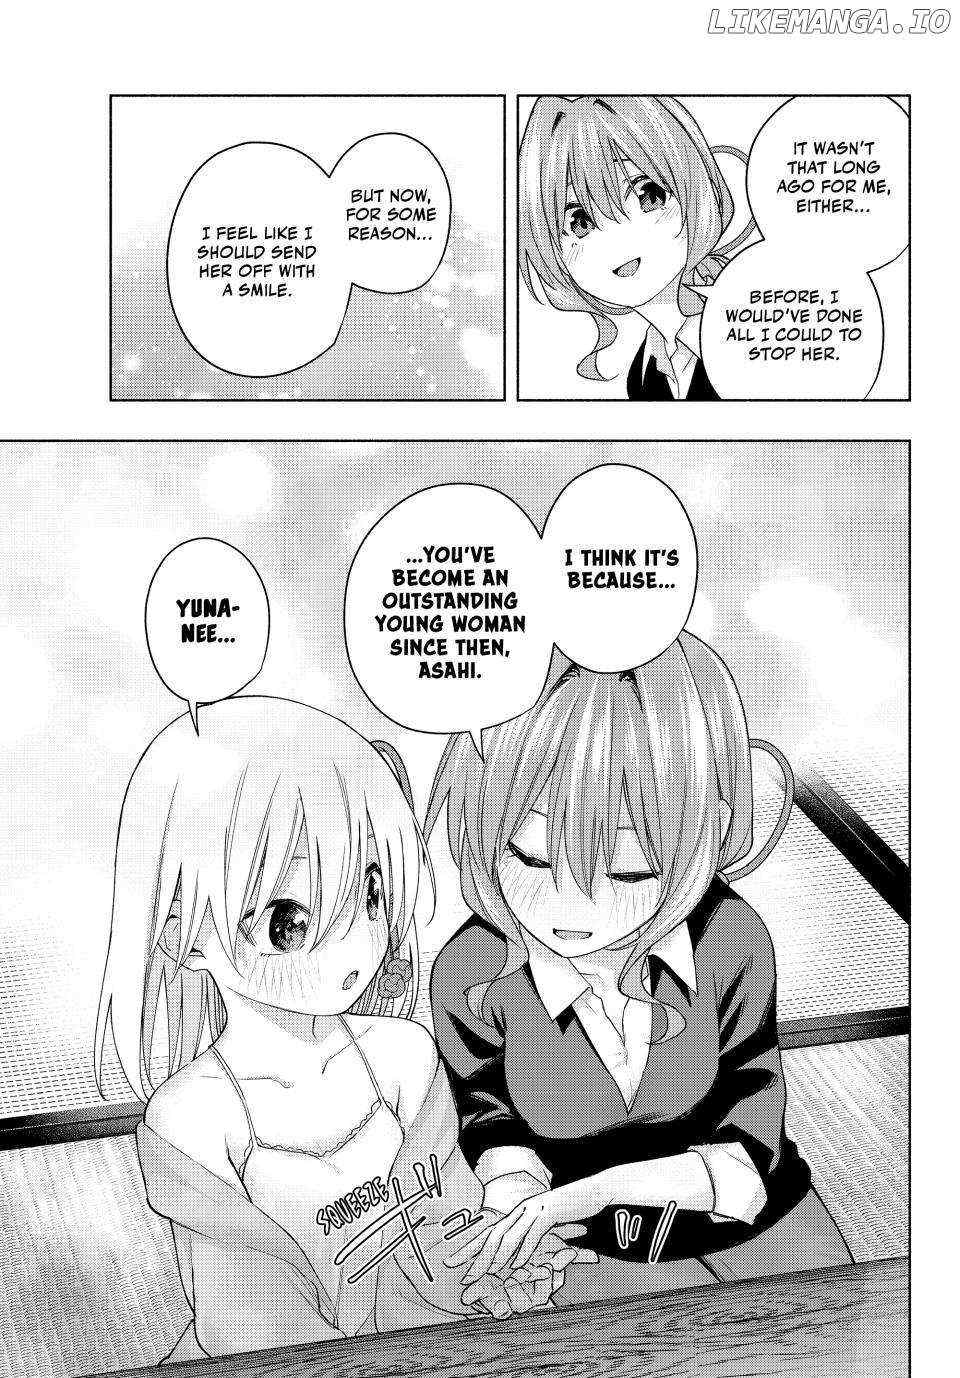 LIKEMANGA.IO
IT WASN'T
THAT LONG
AGO FOR ME,
EITHER...
BEFORE, I
WOULD'VE DONE
ALL I COULD TO
STOP HER.
BUT NOW,
FOR SOME
REASON...
I FEEL LIKE I
SHOULD SEND
HER OFF WITH
A SMILE.
I THINK IT'S
BECAUSE...
...YOU'VE
BECOME AN
OUTSTANDING
YOUNG WOMAN
SINCE THEN,
ASAHI.
YUNA-
NEE...
SQUEEZE
ギュッ